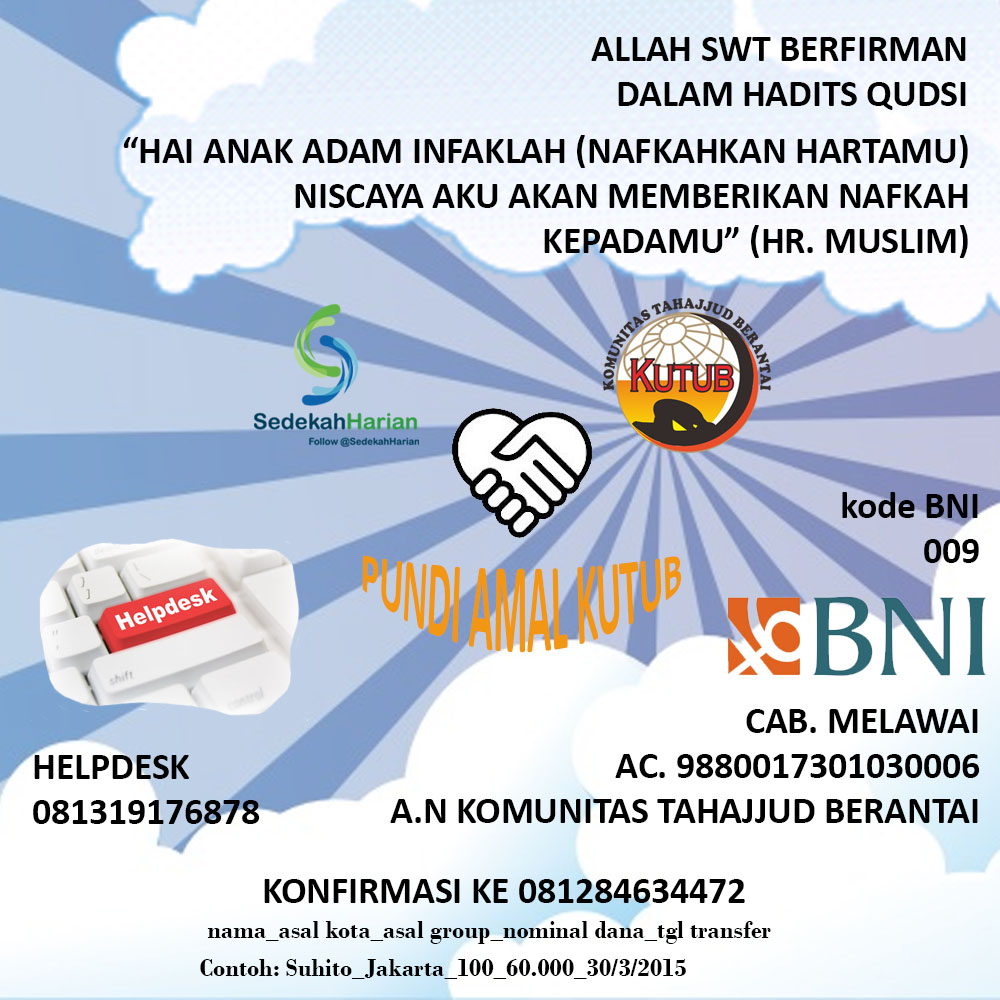 ALLAH SWT BERFIRMAN
DALAM HADITS QUDSI
“HAI ANAK ADAM INFAKLAH (NAFKAHKAN HARTAMU)
NISCAYA AKU AKAN MEMBERIKAN NAFKAH
KEPADAMU” (HR. MUSLIM)
SedekahHarian
Follow @SedekahHarian
KOMUNITAS TAHAJJUD BERANTAI
KUTUB
kode BNI
009
PUNDI AMAL KUTUB
Helpdesk
shift
control
BNI
CAB. MELAWAI
AC. 9880017301030006
A.N KOMUNITAS TAHAJJUD BERANTAI
HELPDESK
081319176878
KONFIRMASI KE 081284634472
nama_asal kota_asal group_nominal dana_tgl transfer
Contoh: Suhito_Jakarta_100_60.000_30/3/2015